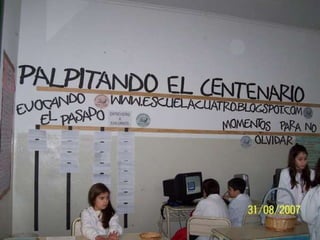 PALPITANDO EL CENTENARIO
EVOCANDO
EL PASADO
WWW.ESCUELACUATRO.BLOGSPOT.COM
MOMENTOS PARA NO
OLVIDAR
31/08/2007